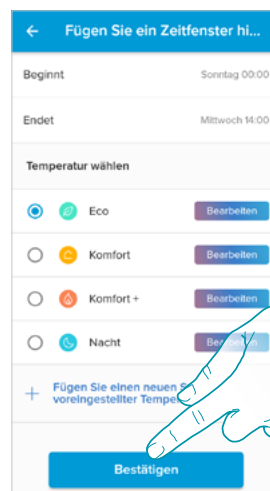 Fügen Sie ein Zeitfenster hi...
Beginnt Sonntag 00:00
Endet Mittwoch 14:00
Temperatur wählen
Eco Bearbeiten
Komfort Bearbeiten
Komfort + Bearbeiten
Nacht
Fügen Sie einen neuen
voreingestellter
Bestätigen